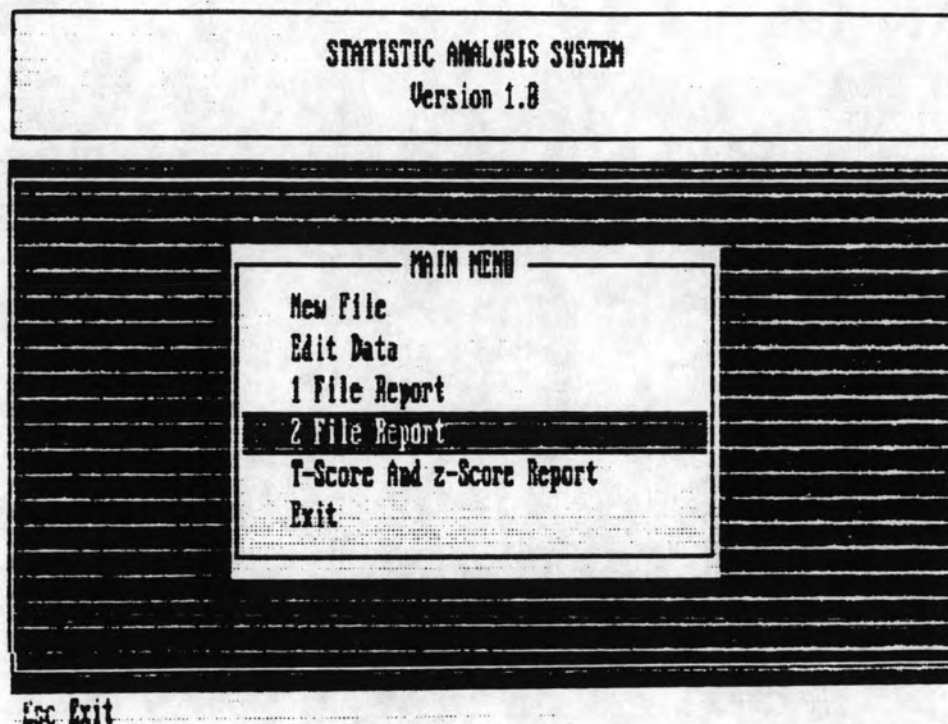 STATISTIC ANALYSIS SYSTEM
Version 1.0
MAIN MENU
New File
Edit Data
1 File Report
2 File Report
T-Score And z-Score Report
Exit
Esc Exit